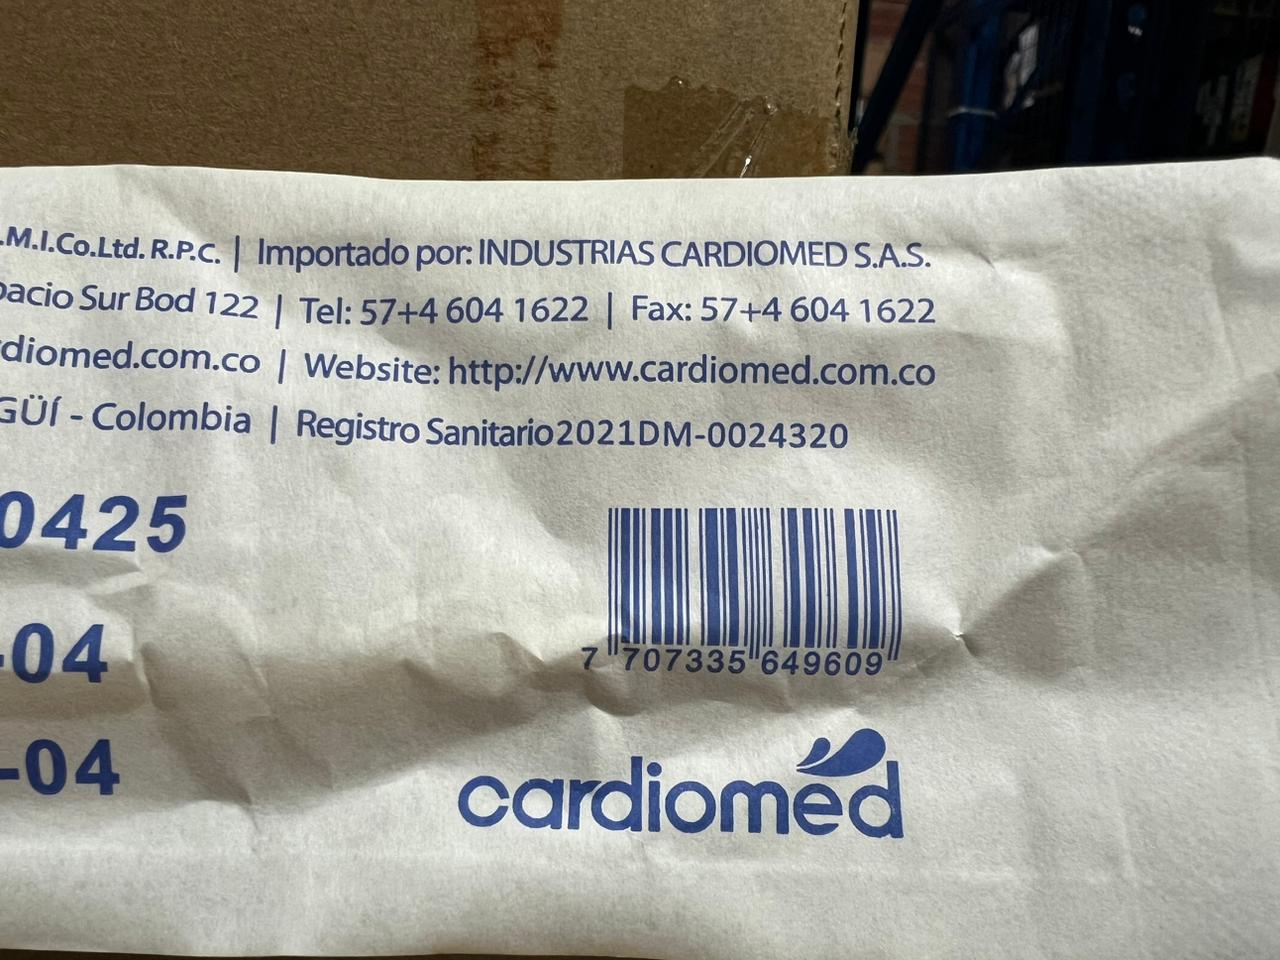 .M.I.Co.Ltd. R.P.C. | Importado por: INDUSTRIAS CARDIOMED S.A.S.
Sur Bod 122 | Tel: 57+4 604 1622 | Fax: 57+4 604 1622
diomed.com.co | Website: http://www.cardiomed.com.co
GÜÍ - Colombia | Registro Sanitario2021DM-0024320
0425
-04
-04
7 707335 649609
cardiomed